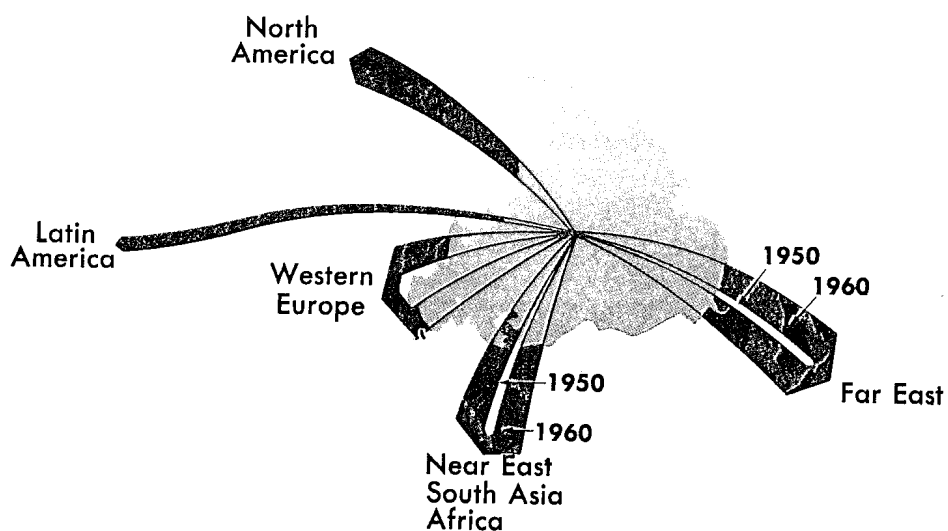 North
America
Latin
America
Western
Europe
1950
1960
Far East
1950
1960
Near East
South Asia
Africa